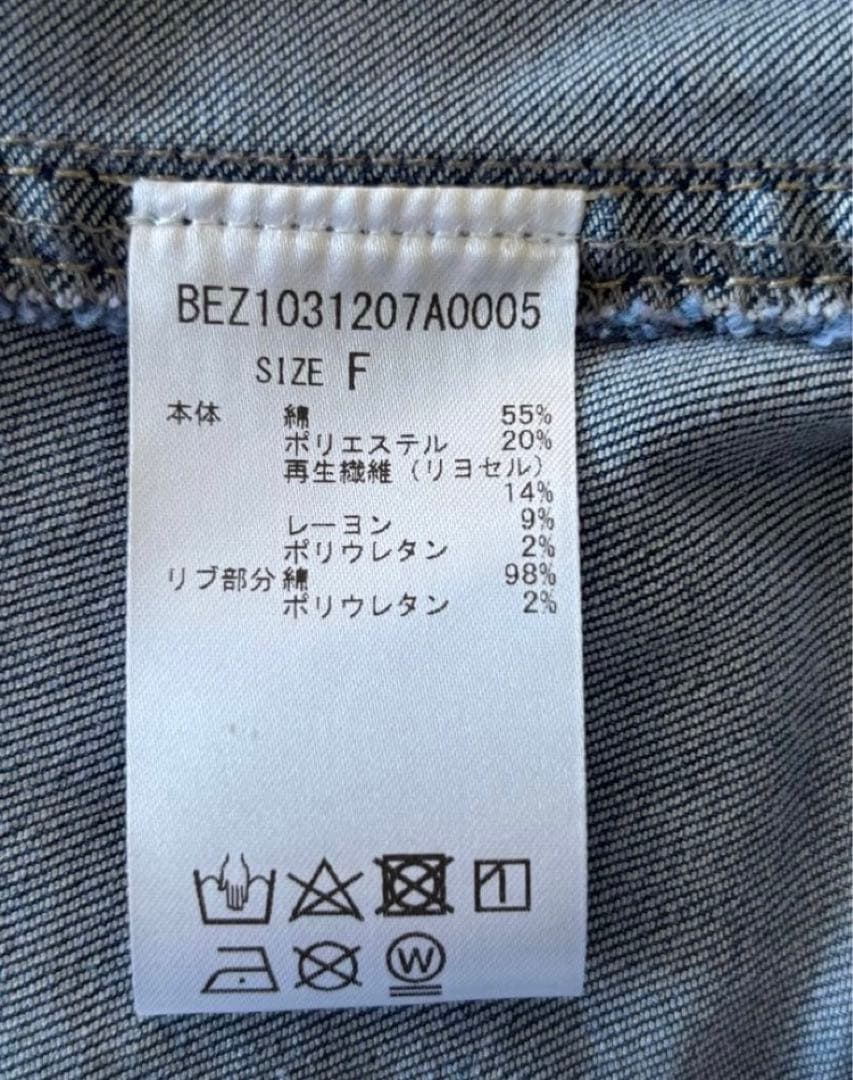 BEZ1031207A0005
SIZE F
本体 綿 55%
ポリエステル 20%
再生繊維(リヨセル)
14%
レーヨン 9%
ポリウレタン 2%
リブ部分 綿 98%
ポリウレタン 2%
W